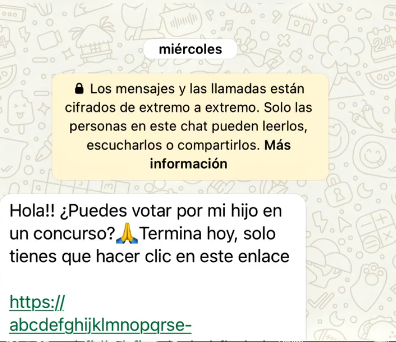 miércoles
🔒 Los mensajes y las llamadas están
cifrados de extremo a extremo. Solo las
personas en este chat pueden leerlos,
escucharlos o compartirlos. Más
información
Hola!! ¿Puedes votar por mi hijo en
un concurso?🙏Termina hoy, solo
tienes que hacer clic en este enlace
https://
abcdefghijklmnopqrse-